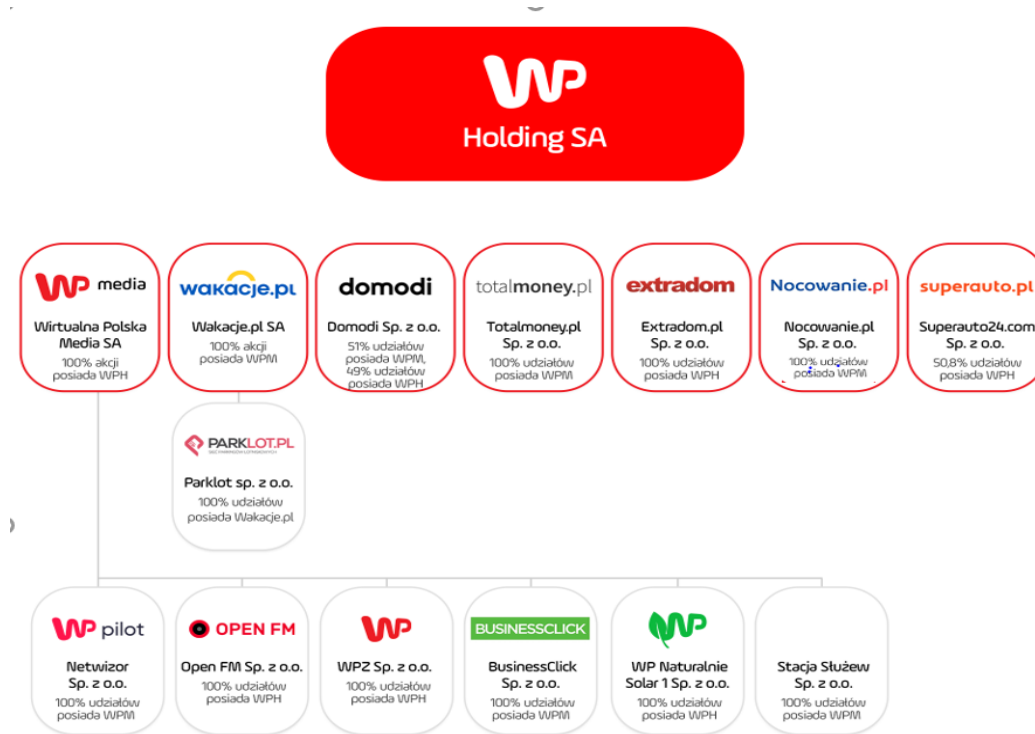 WP
Holding SA
WP media
Wirtualna Polska
Media SA
100% akcji
posiada WPH
wakacje.pl
Wakacje.pl SA
100% akcji
posiada WPM
domodi
Domodi Sp. z o.o.
51% udziałów
posiada WPM,
49% udziałów
posiada WPH
totalmoney.pl
Totalmoney.pl
Sp. z o.o.
100% udziałów
posiada WPM
extradom
Extradom.pl
Sp. z o.o.
100% udziałów
posiada WPH
Nocowanie.pl
Nocowanie.pl
Sp. z o.o.
100% udziałów
posiada WPM
superauto.pl
Superauto24.com
Sp. z o.o.
50,8% udziałów
posiada WPH
PARKLOT.PL
Parklot sp. z o.o.
100% udziałów
posiada Wakacje.pl
WP pilot
Netwizor
Sp. z o.o.
100% udziałów
posiada WPM
OPEN FM
Open FM Sp. z o.o.
100% udziałów
posiada WPH
WP
WPZ Sp. z o.o.
100% udziałów
posiada WPH
BUSINESSCLICK
BusinessClick
Sp. z o.o.
100% udziałów
posiada WPM
WP
WP Naturalnie
Solar 1 Sp. z o.o.
100% udziałów
posiada WPH
Stacja Służew
Sp. z o.o.
100% udziałów
posiada WPM